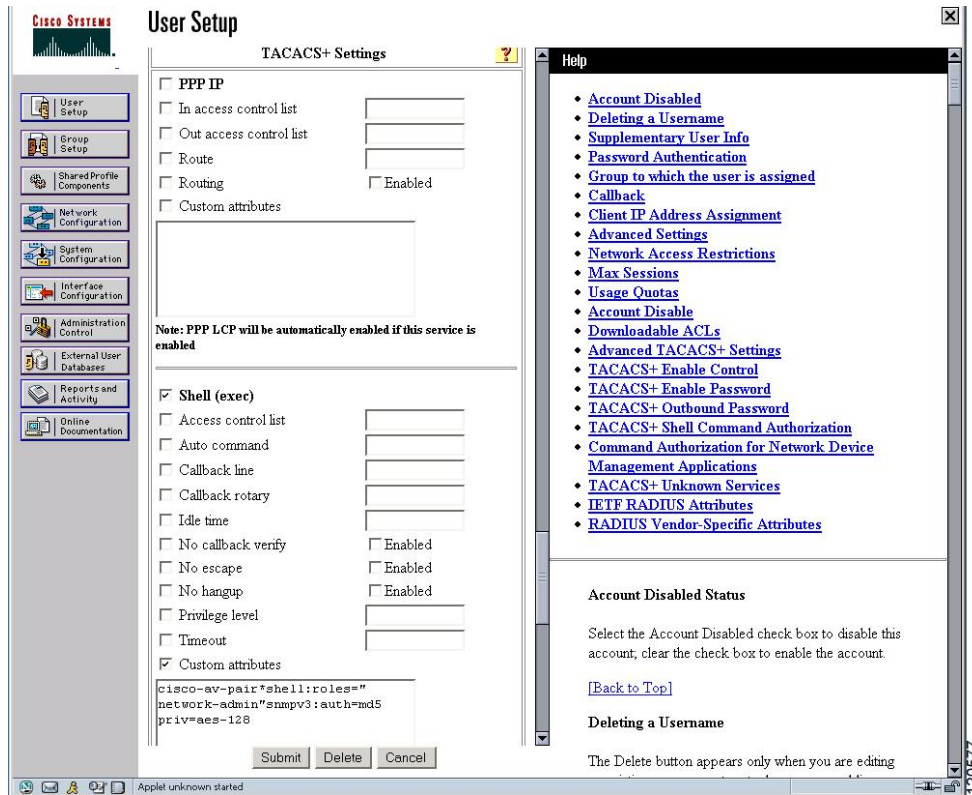 CISCO SYSTEMS
User Setup
User
Setup
Group
Setup
Shared Profile
Components
Network
Configuration
System
Configuration
Interface
Configuration
Administration
Control
External User
Databases
Reports and
Activity
Online
Documentation
TACACS+ Settings
?
PPP IP
In access control list
Out access control list
Route
Routing
Enabled
Custom attributes
Note: PPP LCP will be automatically enabled if this service is
enabled
Shell (exec)
Access control list
Auto command
Callback line
Callback rotary
Idle time
No callback verify
Enabled
No escape
Enabled
No hangup
Enabled
Privilege level
Timeout
Custom attributes
cisco-av-pair*shell:roles="
network-admin"snmpv3:auth=md5
priv=aes-128
Submit
Delete
Cancel
Help
Account Disabled
Deleting a Username
Supplementary User Info
Password Authentication
Group to which the user is assigned
Callback
Client IP Address Assignment
Advanced Settings
Network Access Restrictions
Max Sessions
Usage Quotas
Account Disable
Downloadable ACLs
Advanced TACACS+ Settings
TACACS+ Enable Control
TACACS+ Enable Password
TACACS+ Outbound Password
TACACS+ Shell Command Authorization
Command Authorization for Network Device
Management Applications
TACACS+ Unknown Services
IETF RADIUS Attributes
RADIUS Vendor-Specific Attributes
Account Disabled Status
Select the Account Disabled check box to disable this
account; clear the check box to enable the account.
[Back to Top]
Deleting a Username
The Delete button appears only when you are editing
Applet unknown started